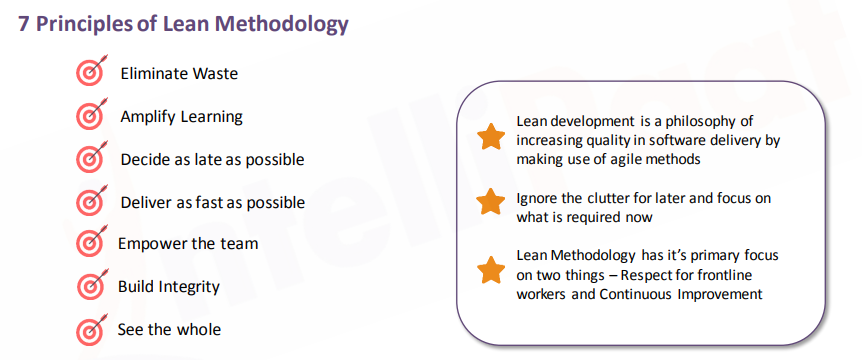 7 Principles of Lean Methodology
Eliminate Waste
Amplify Learning
Decide as late as possible
Deliver as fast as possible
Empower the team
Build Integrity
See the whole
Lean development is a philosophy of
increasing quality in software delivery by
making use of agile methods
Ignore the clutter for later and focus on
what is required now
Lean Methodology has it’s primary focus
on two things – Respect for frontline
workers and Continuous Improvement